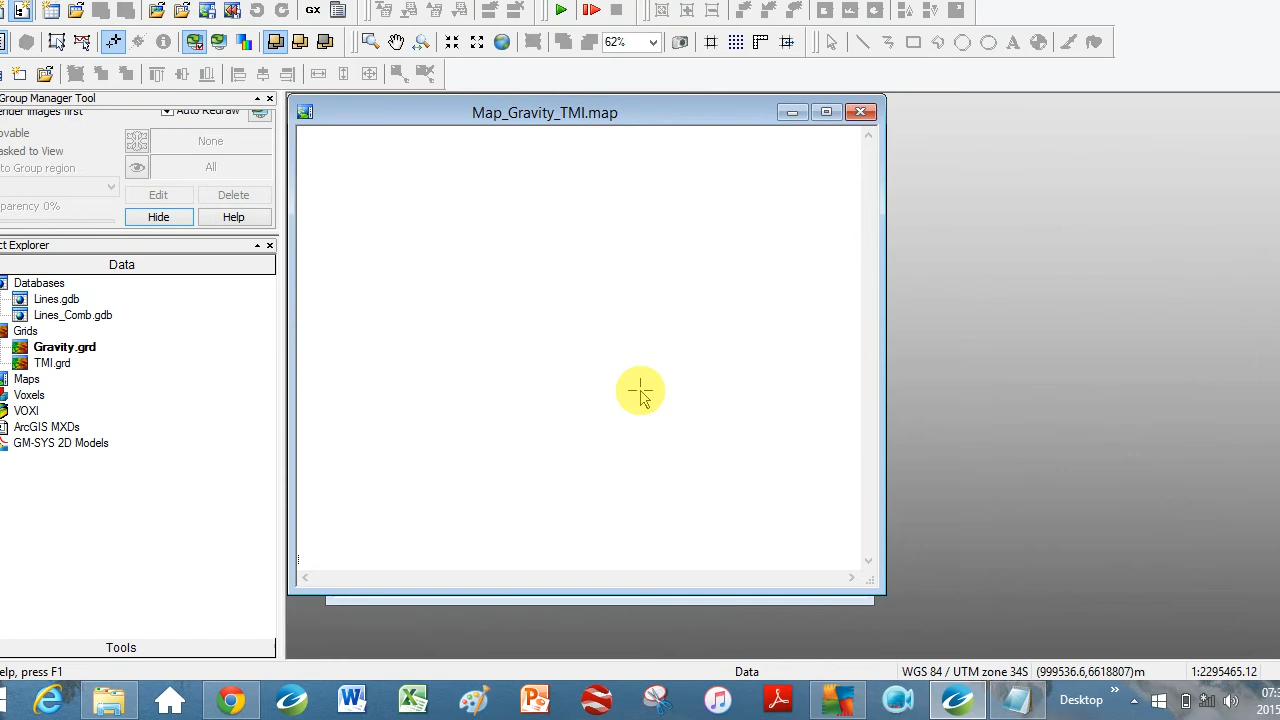 GX
62%
Group Manager Tool
ender images first
Auto Redraw
ovable
None
asked to View
All
to Group region
Edit
Delete
parency 0%
Hide
Help
ct Explorer
Data
Databases
Lines.gdb
Lines_Comb.gdb
Grids
Gravity.grd
TMI.grd
Maps
Voxels
VOXI
ArcGIS MXDs
GM-SYS 2D Models
Tools
Map_Gravity_TMI.map
elp, press F1
Data
WGS 84 / UTM zone 34S
(999536.6,6618807)m
1:2295465.12
Desktop
07:3
2015